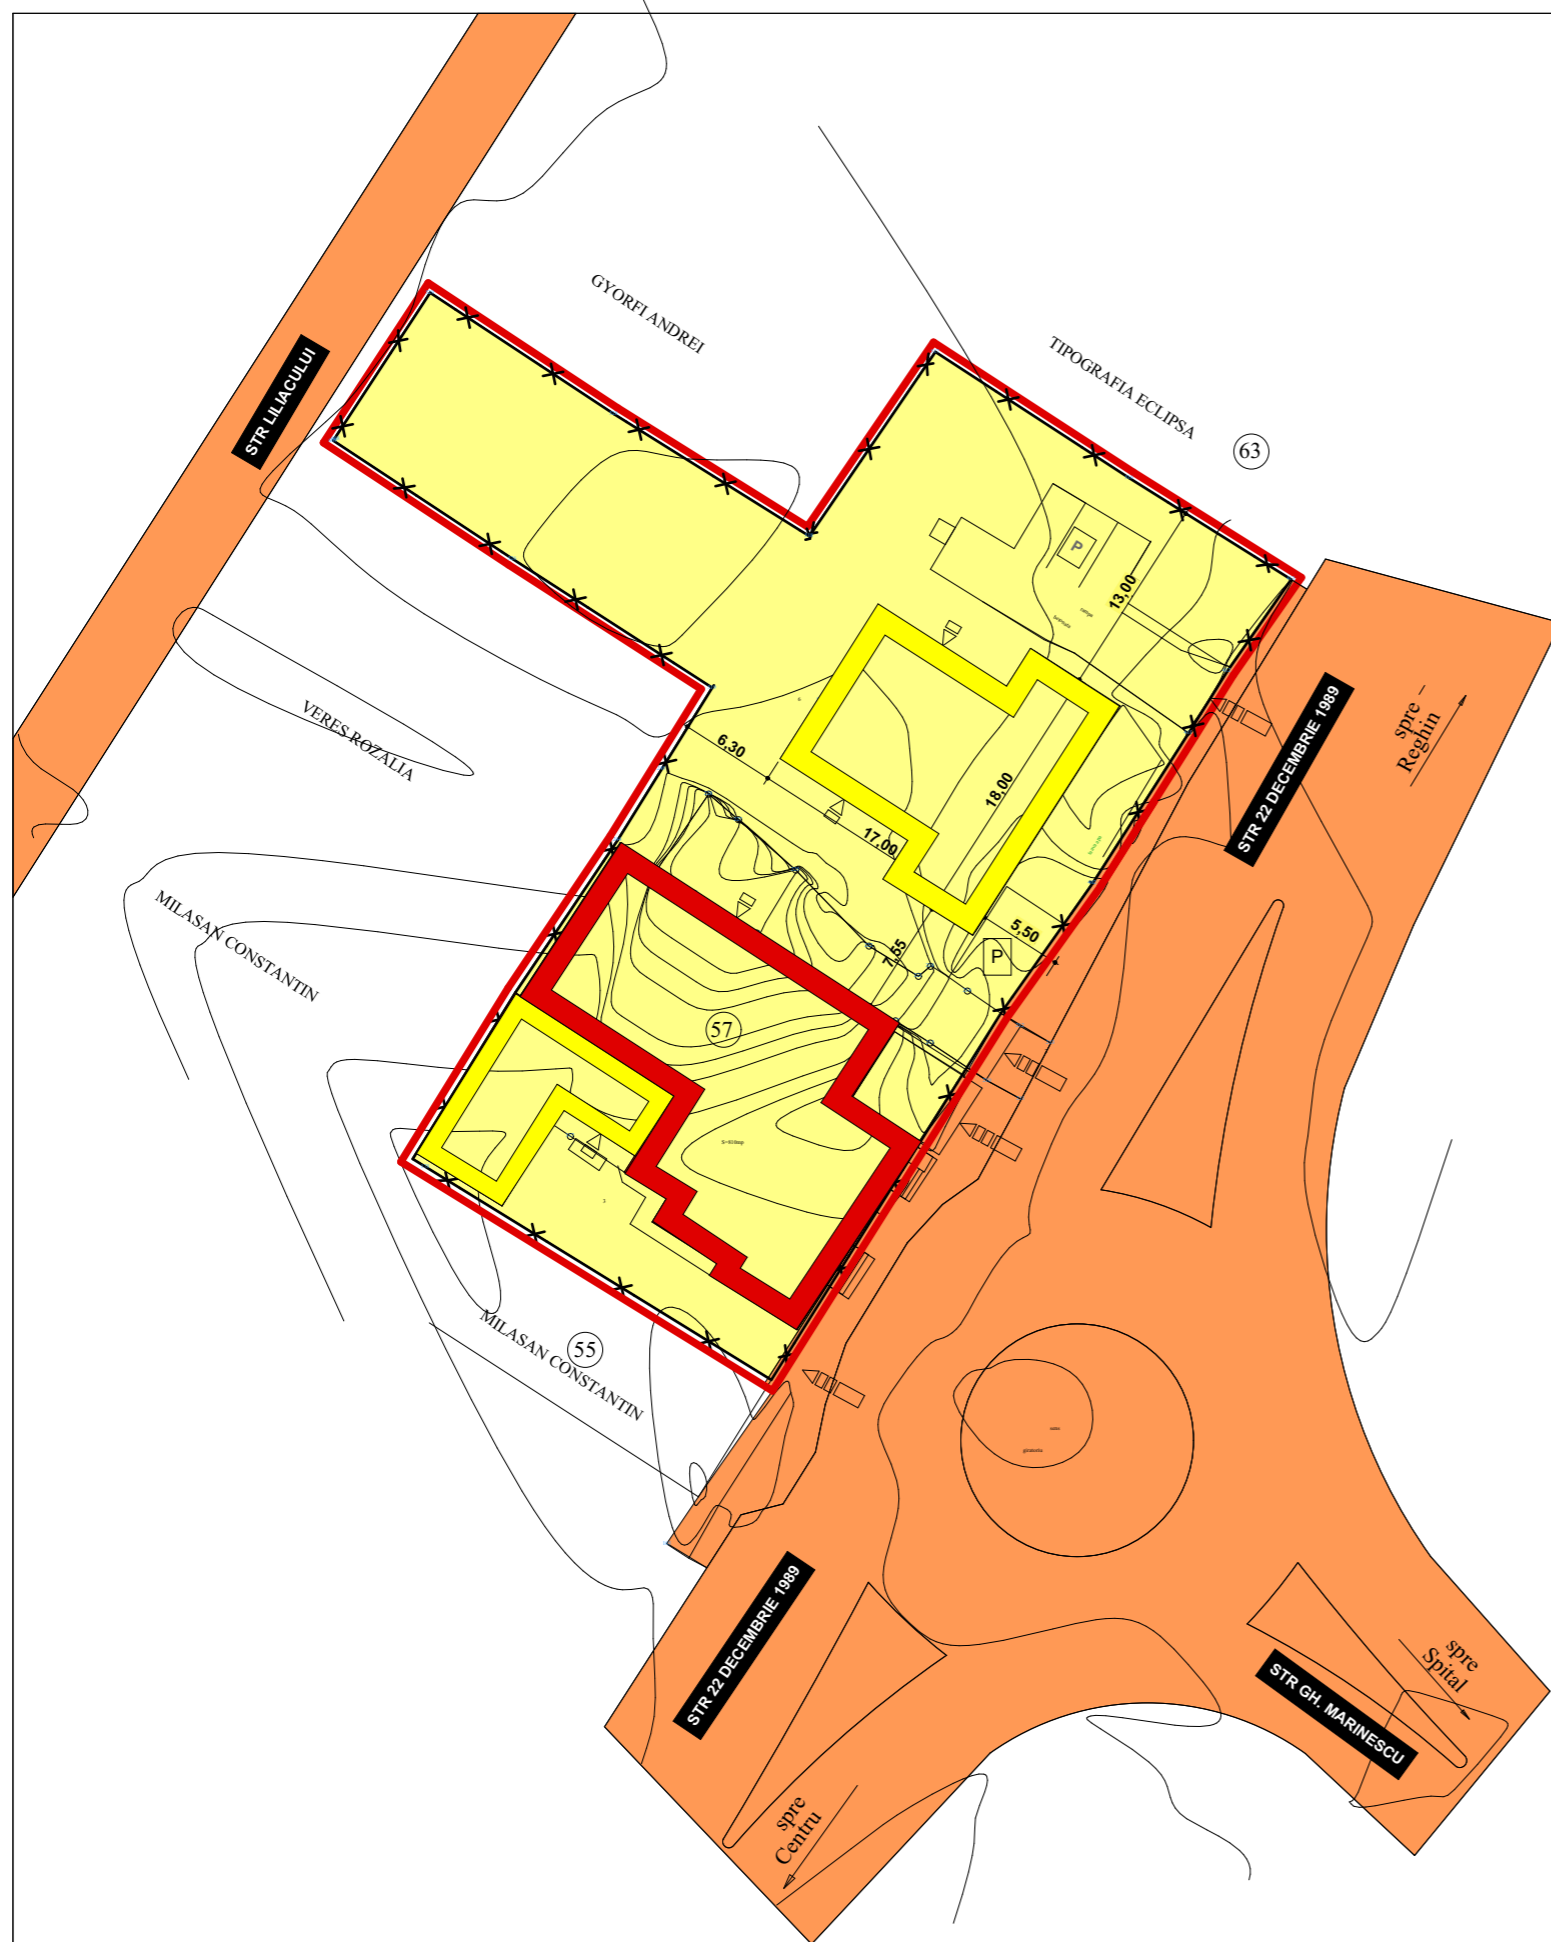 GYORFI ANDREI
STR LILIACULUI
TIPOGRAFIA ECLIPSA
63
P
13,00
VERES ROZALIA
6,30
18,00
17,00
STR 22 DECEMBRIE 1989
spre
Reghin
5,50
7,55
P
MILASAN CONSTANTIN
57
55
MILASAN CONSTANTIN
STR 22 DECEMBRIE 1989
spre
Spital
STR GH. MARINESCU
spre
Centru